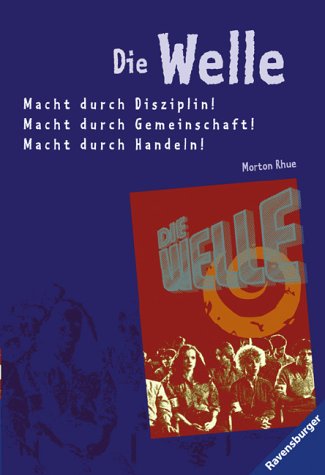 Die Welle
Macht durch Disziplin!
Macht durch Gemeinschaft!
Macht durch Handeln!
Morton Rhue
DIE
WELLE
Ravensburger